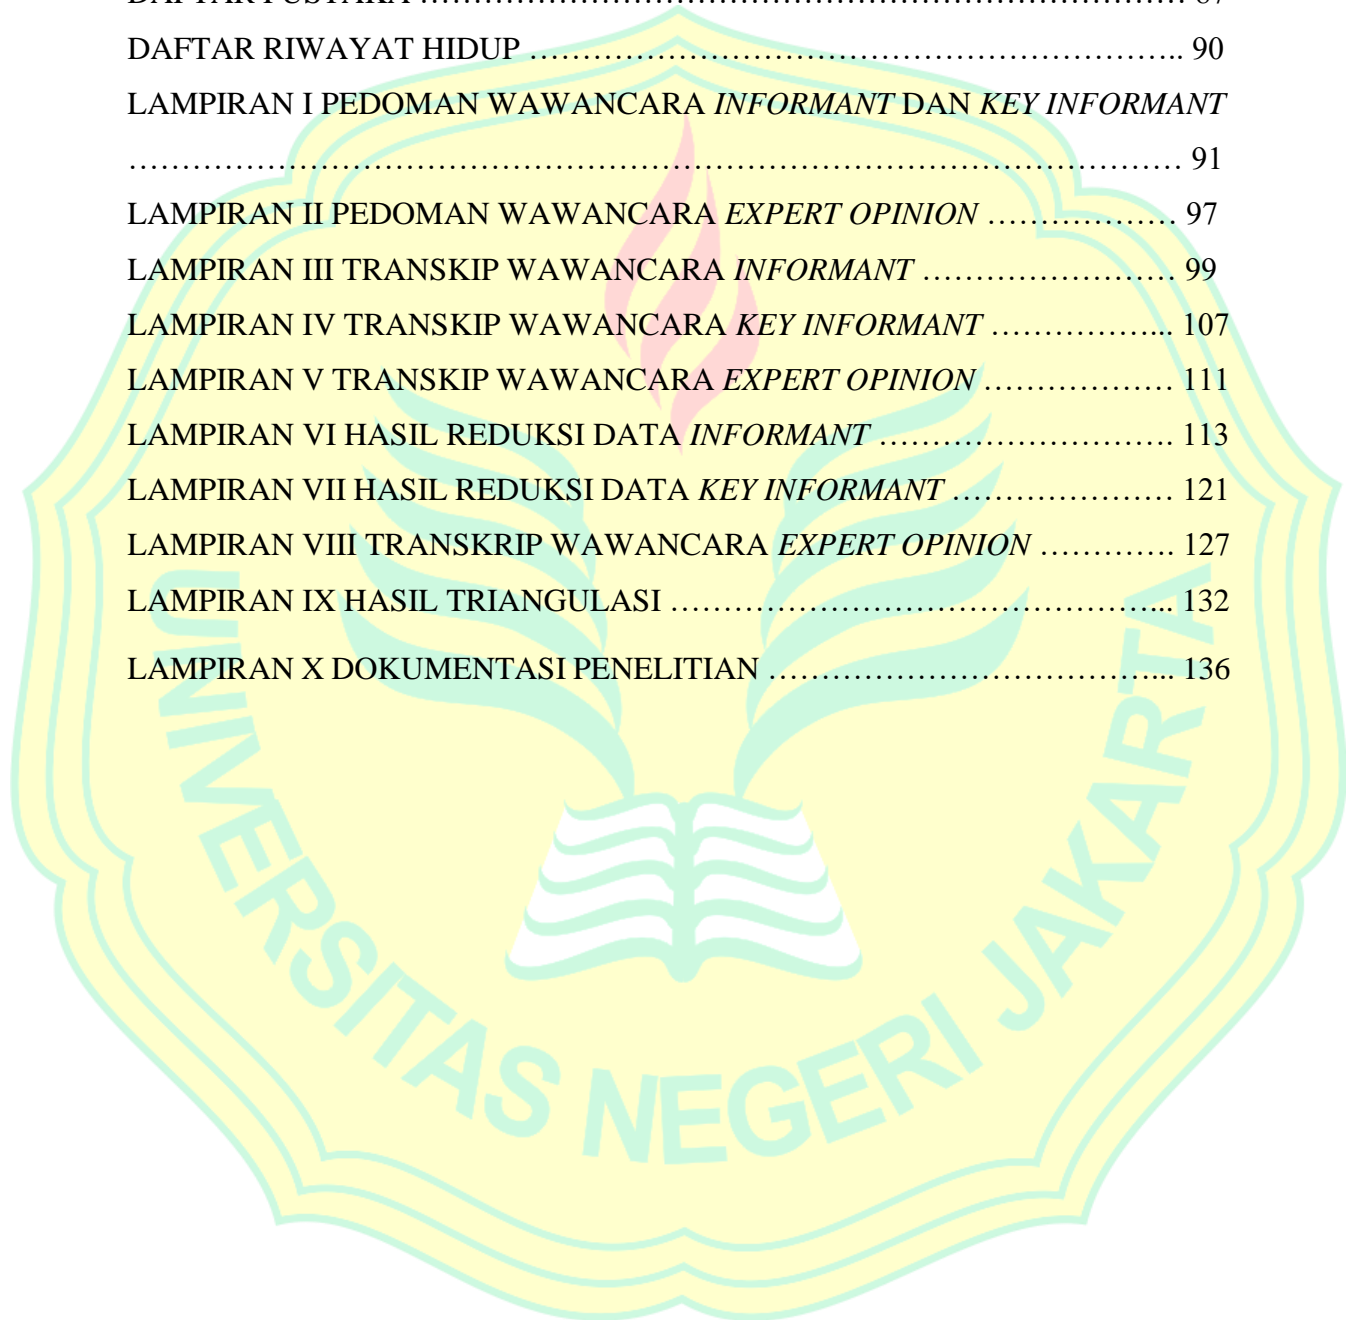 DAFTAR RIWAYAT HIDUP ……………………………………………………….. 90
LAMPIRAN I PEDOMAN WAWANCARA INFORMANT DAN KEY INFORMANT
……………………………………………………………………………………… 91
LAMPIRAN II PEDOMAN WAWANCARA EXPERT OPINION ……………… 97
LAMPIRAN III TRANSKIP WAWANCARA INFORMANT …………………… 99
LAMPIRAN IV TRANSKIP WAWANCARA KEY INFORMANT ……………... 107
LAMPIRAN V TRANSKIP WAWANCARA EXPERT OPINION ……………… 111
LAMPIRAN VI HASIL REDUKSI DATA INFORMANT ………………………. 113
LAMPIRAN VII HASIL REDUKSI DATA KEY INFORMANT ………………… 121
LAMPIRAN VIII TRANSKRIP WAWANCARA EXPERT OPINION …………. 127
LAMPIRAN IX HASIL TRIANGULASI ………………………………………... 132
LAMPIRAN X DOKUMENTASI PENELITIAN ………………………………... 136
UNIVERSITAS NEGERI JAKARTA